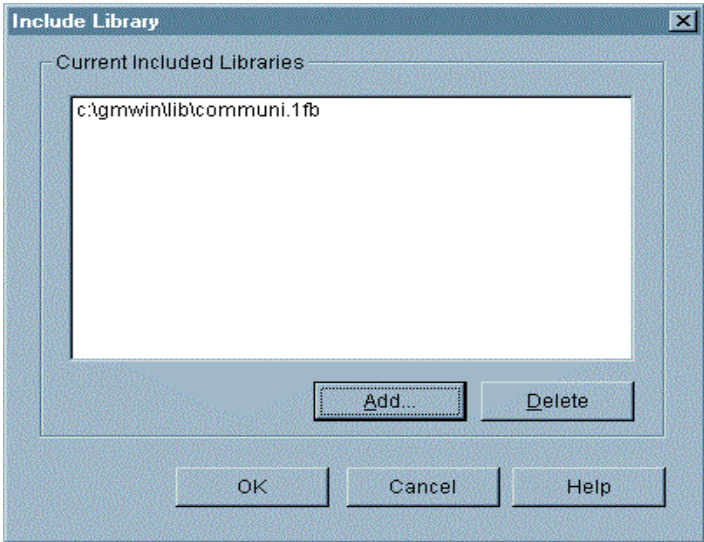 Include Library
Current Included Libraries
c:\gmwin\lib\communi.1fb
Add...
Delete
OK
Cancel
Help